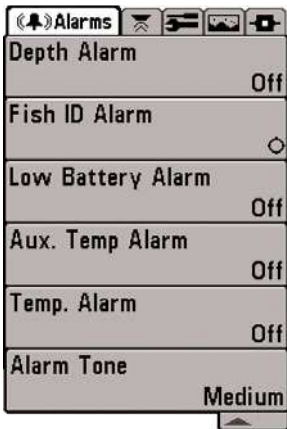 Alarms
Depth Alarm
Off
Fish ID Alarm
Low Battery Alarm
Off
Aux. Temp Alarm
Off
Temp. Alarm
Off
Alarm Tone
Medium